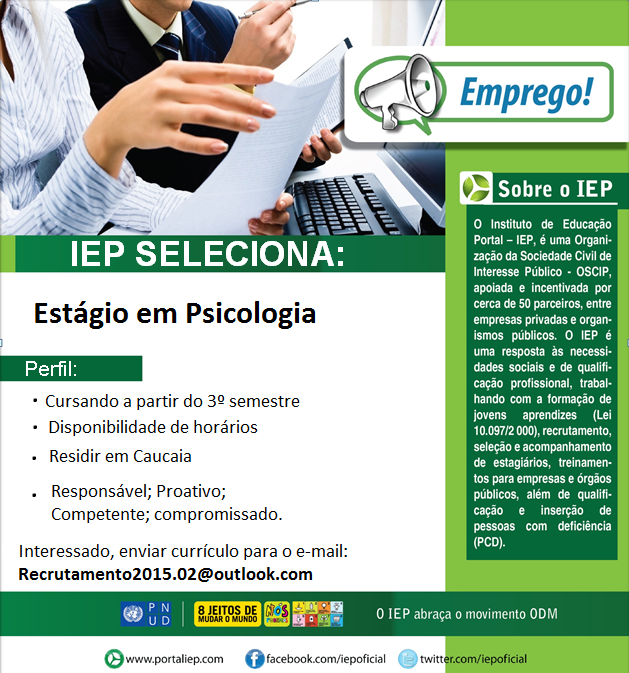 Emprego!
Sobre o IEP
O Instituto de Educação
Portal – IEP, é uma Organi-
zação da Sociedade Civil de
Interesse Público - OSCIP,
apoiada e incentivada por
cerca de 50 parceiros, entre
empresas privadas e organ-
ismos públicos. O IEP é
uma resposta às necessi-
dades sociais e de qualifi-
cação profissional, trabal-
hando com a formação de
jovens aprendizes (Lei
10.097/2 000), recrutamento,
seleção e acompanhamento
de estagiários, treinamen-
tos para empresas e órgãos
públicos, além de qualifi-
cação e inserção de
pessoas com deficiência
(PCD).
IEP SELECIONA:
Estágio em Psicologia
Perfil:
• Cursando a partir do 3º semestre
• Disponibilidade de horários
• Residir em Caucaia
• Responsável; Proativo;
Competente; compromissado.
Interessado, enviar currículo para o e-mail:
Recrutamento2015.02@outlook.com
P N
U D
8 JEITOS DE
MUDAR O MUNDO
NÓS
PODEMOS
O IEP abraça o movimento ODM
www.portaliep.com
facebook.com/iepoficial
twitter.com/iepoficial